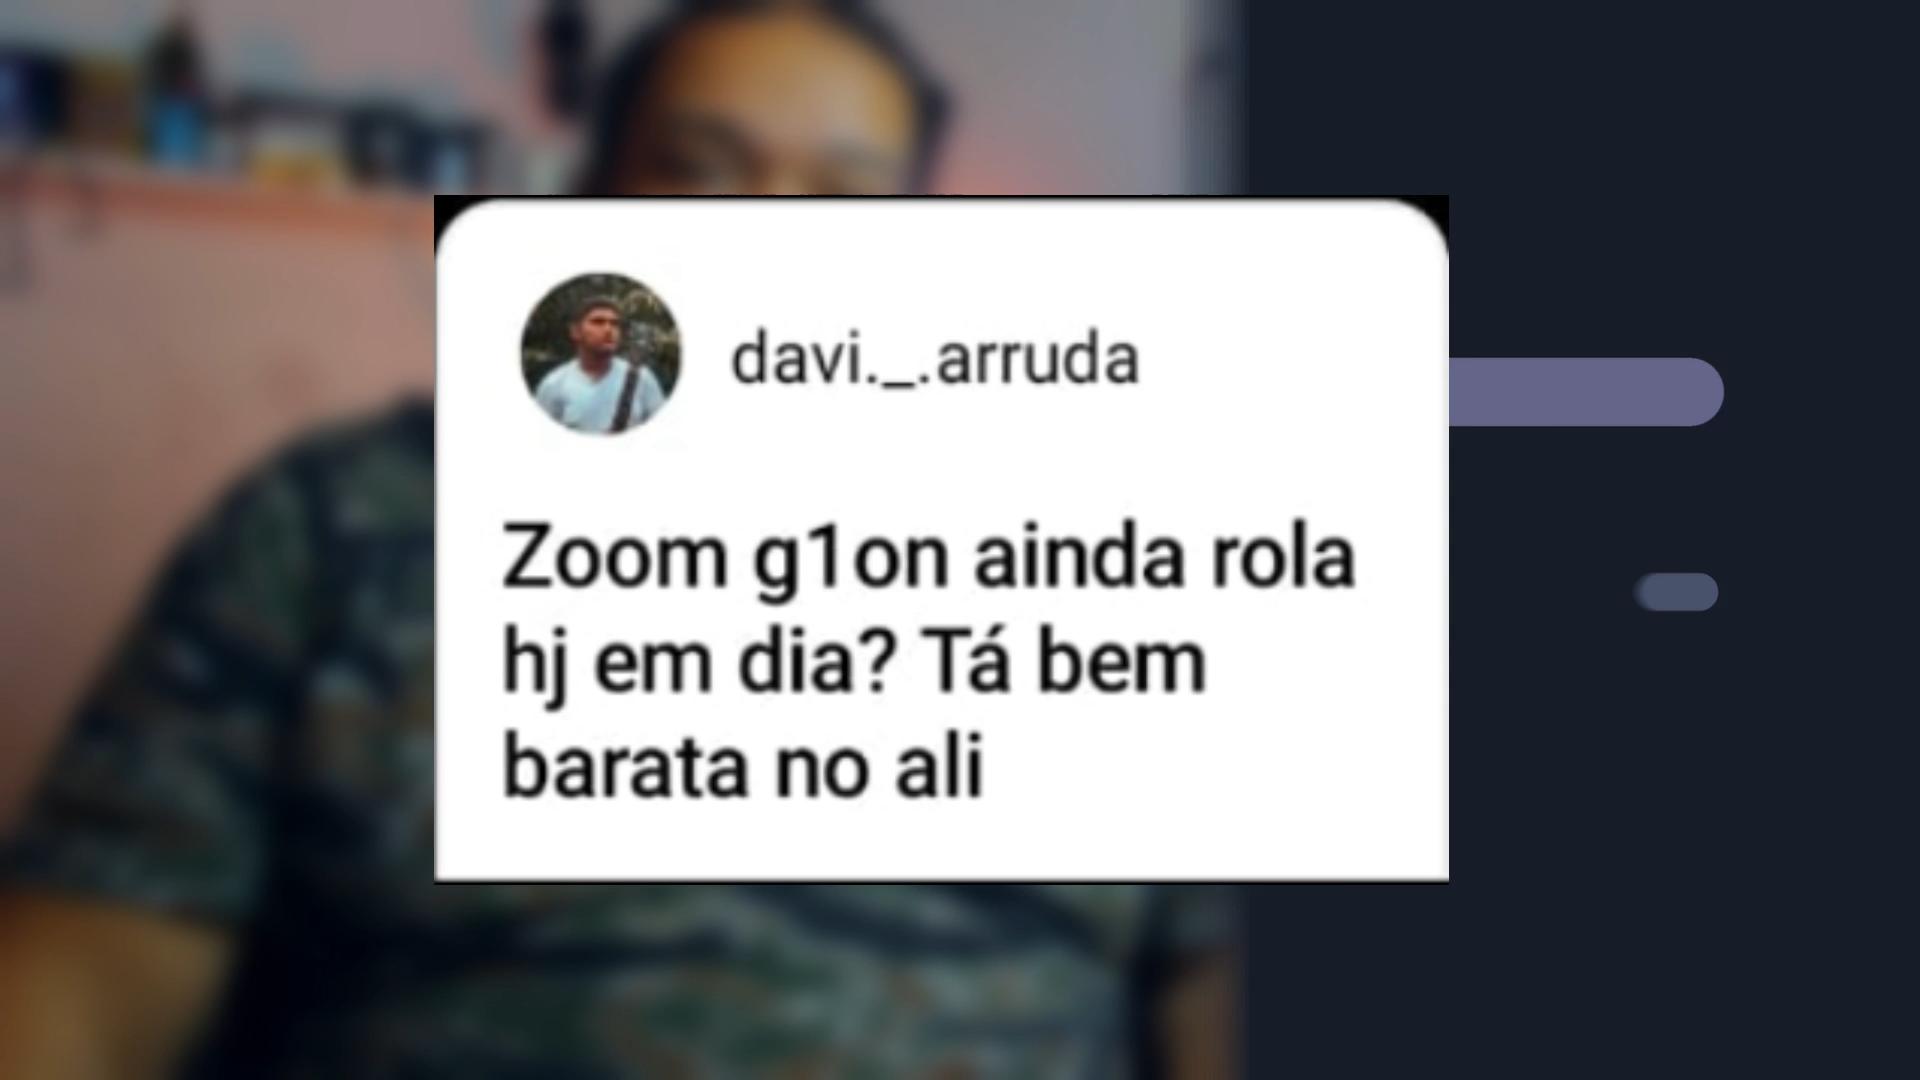 davi._.arruda
Zoom g1on ainda rola
hj em dia? Tá bem
barata no ali